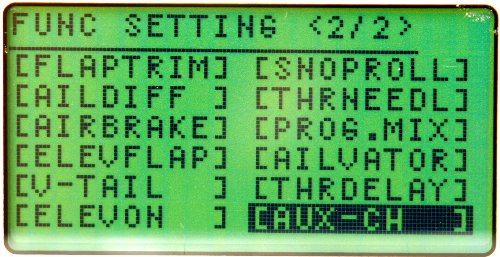 FUNC SETTING <2/2>
[FLAPTRIM] [SNOPROLL]
[AILDIFF ] [THRNEEDL]
[AIRBRAKE] [PROG.MIX]
[ELEVFLAP] [AILVATOR]
[V-TAIL  ] [THRDELAY]
[ELEVON  ] [AUX-CH  ]